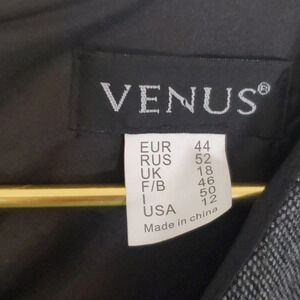 VENUS®
EUR 44
RUS 52
UK 18
F/B 46
I 50
USA 12
Made in china